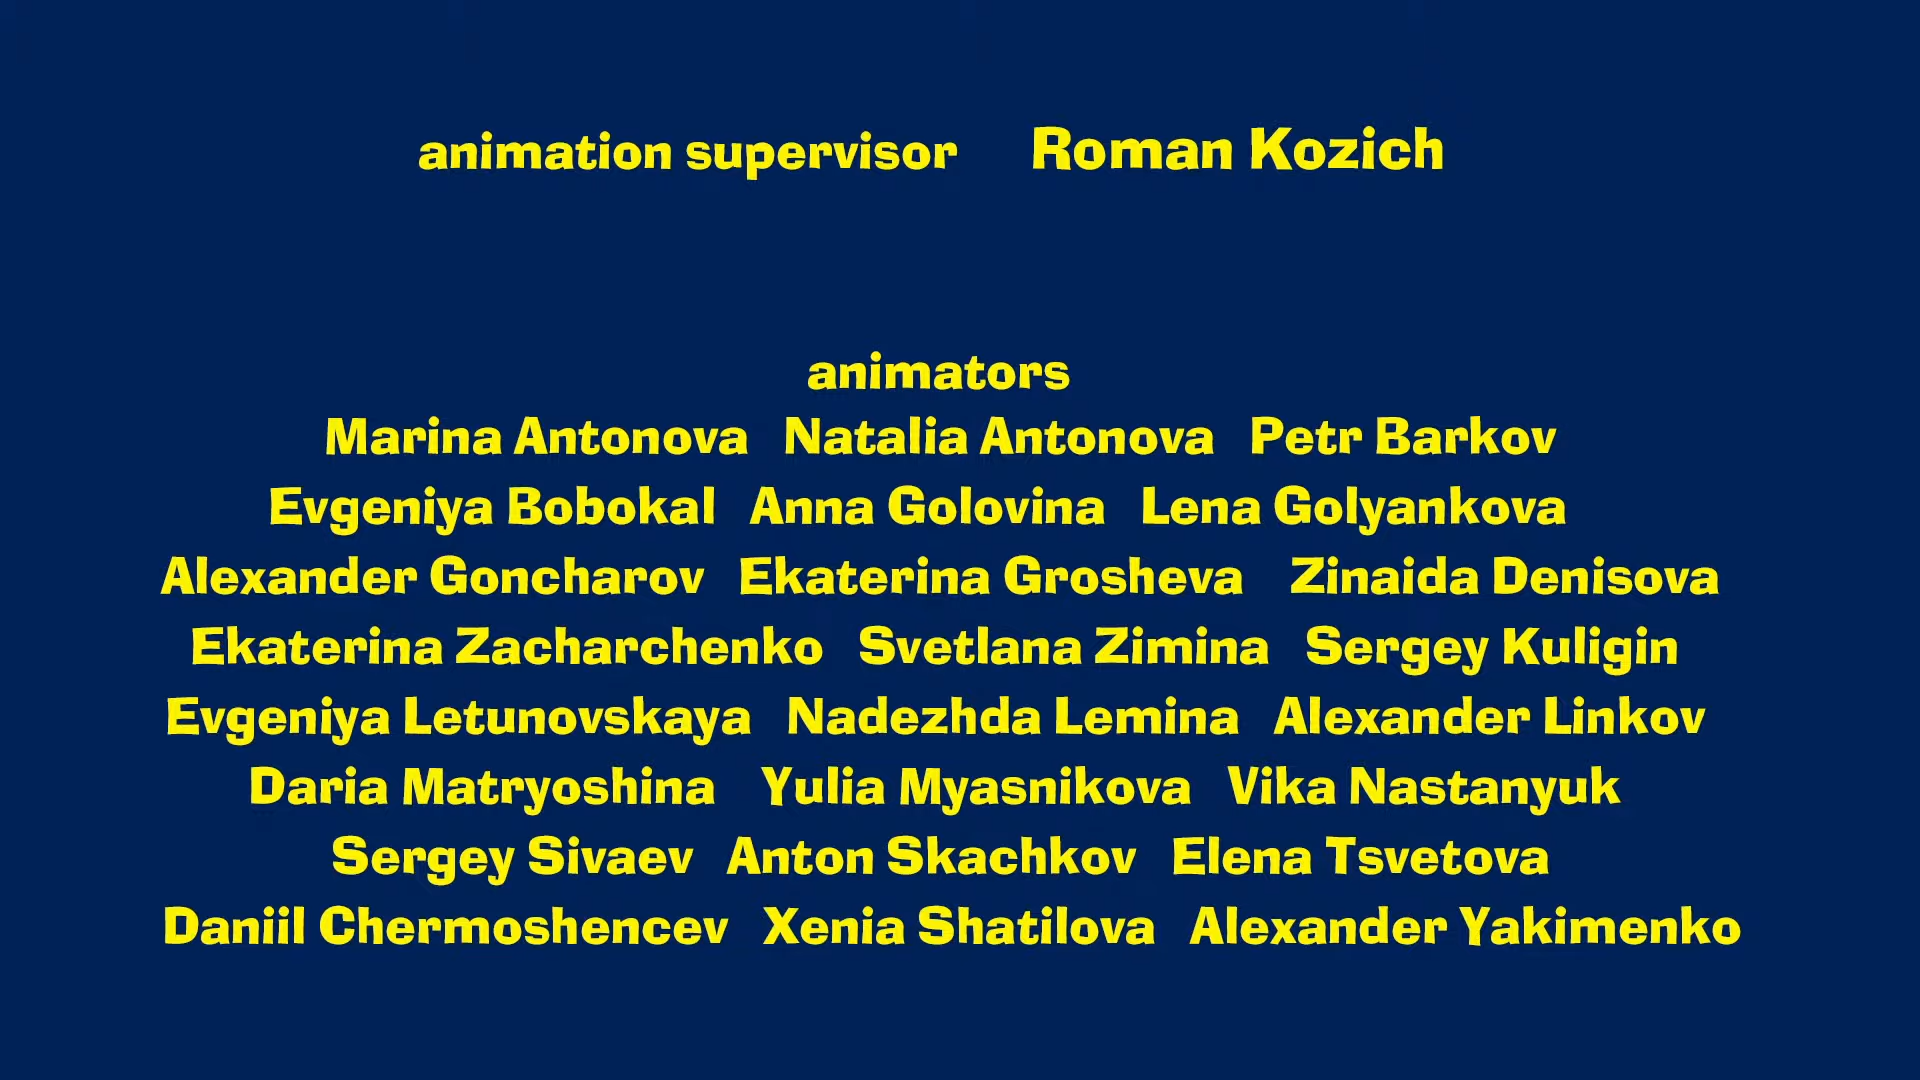 animation supervisor Roman Kozich
animators
Marina Antonova Natalia Antonova Petr Barkov
Evgeniya Bobokal Anna Golovina Lena Golyankova
Alexander Goncharov Ekaterina Grosheva Zinaida Denisova
Ekaterina Zacharchenko Svetlana Zimina Sergey Kuligin
Evgeniya Letunovskaya Nadezhda Lemina Alexander Linkov
Daria Matryoshina Yulia Myasnikova Vika Nastanyuk
Sergey Sivaev Anton Skachkov Elena Tsvetova
Daniil Chermoshencev Xenia Shatilova Alexander Yakimenko